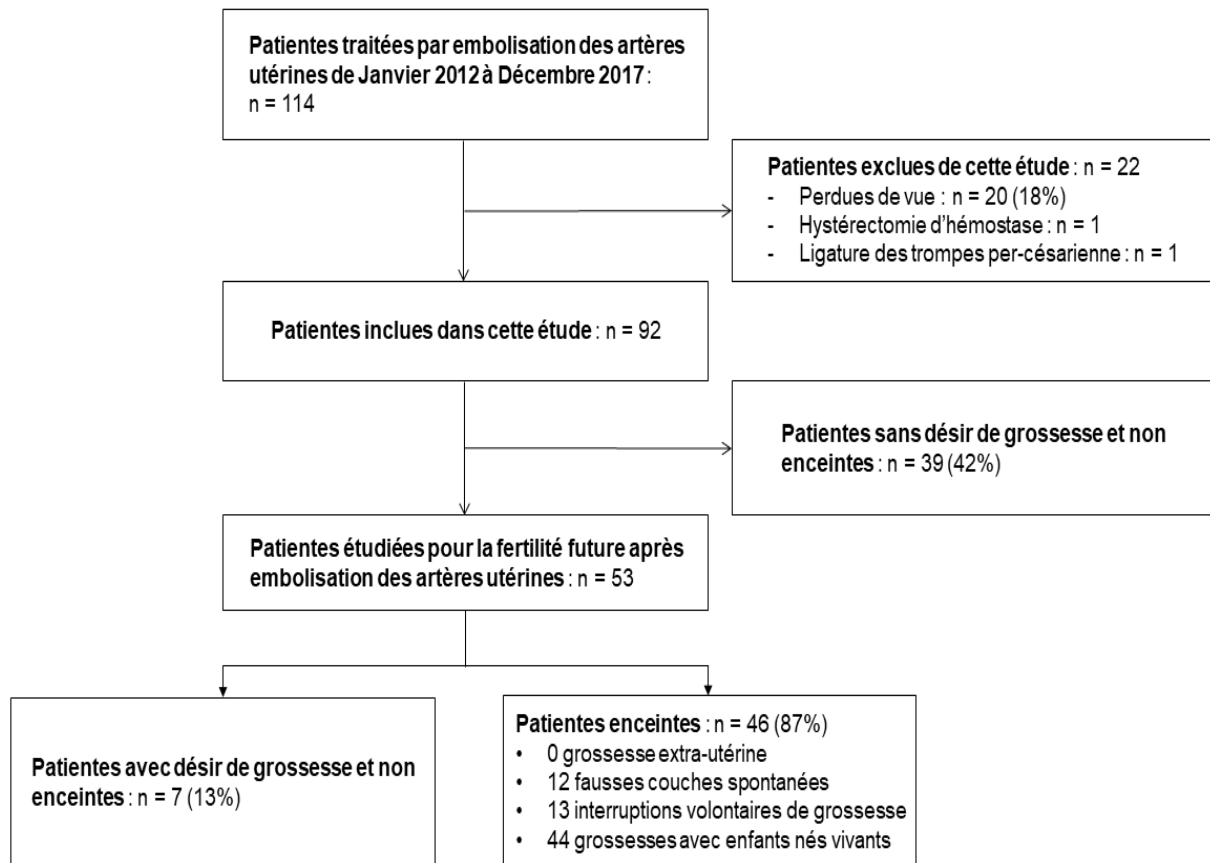 Patientes traitées par embolisation des artères
utérines de Janvier 2012 à Décembre 2017 :
n = 114
Patientes exclues de cette étude : n = 22
- Perdues de vue : n = 20 (18%)
- Hystérectomie d'hémostase : n = 1
- Ligature des trompes per-césarienne : n = 1
Patientes inclues dans cette étude : n = 92
Patientes sans désir de grossesse et non
enceintes : n = 39 (42%)
Patientes étudiées pour la fertilité future après
embolisation des artères utérines : n = 53
Patientes avec désir de grossesse et non
enceintes : n = 7 (13%)
Patientes enceintes : n = 46 (87%)
• 0 grossesse extra-utérine
• 12 fausses couches spontanées
• 13 interruptions volontaires de grossesse
• 44 grossesses avec enfants nés vivants